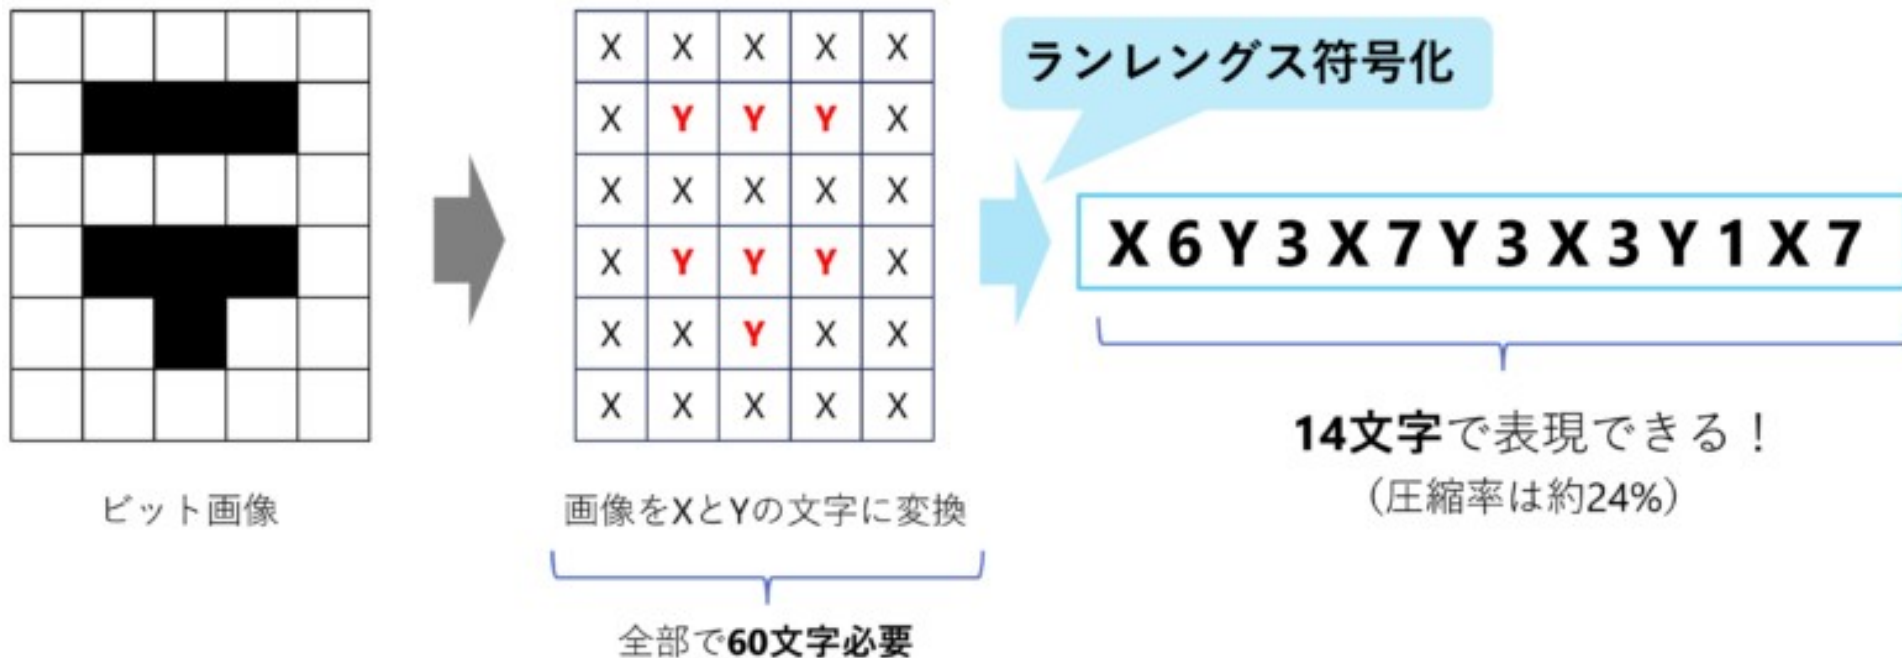 X X X X X
X Y Y Y X
X X X X X
X Y Y Y X
X X Y X X
X X X X X
ランレングス符号化
X 6 Y 3 X 7 Y 3 X 3 Y 1 X 7
14文字で表現できる！
（圧縮率は約24%）
ビット画像
画像をXとYの文字に変換
全部で60文字必要